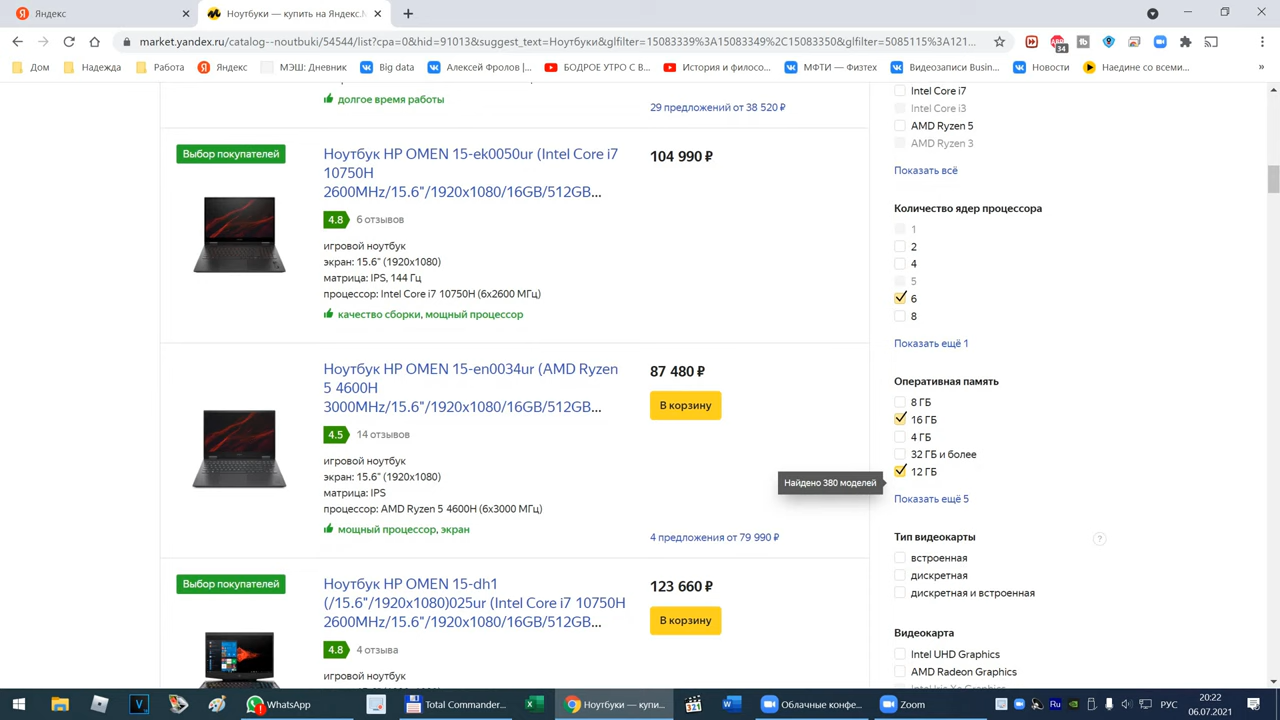 Яндекс
Ноутбуки — купить на Яндекс.М
market.yandex.ru/catalog--noutbuki/54544/list?cpa=0&hid=91013&suggest_text=Ноутбуки&glfilter=15083339%3A15083349%2C15083350&glfilter=5085115%3A121...
34
Дом
Надежда
Работа
Яндекс
МЭШ: Дневник
Big data
Алексей Фролов |...
БОДРОЕ УТРО С В...
История и филосо...
МФТИ — Физтех
Видеозаписи Busin...
Новости
Наедине со всеми...
»
долгое время работы
29 предложений от 38 520 ₽
Выбор покупателей
Ноутбук HP OMEN 15-ek0050ur (Intel Core i7
10750H
2600MHz/15.6"/1920x1080/16GB/512GB...
104 990 ₽
4.8 6 отзывов
игровой ноутбук
экран: 15.6" (1920x1080)
матрица: IPS, 144 Гц
процессор: Intel Core i7 10750H (6x2600 МГц)
качество сборки, мощный процессор
Ноутбук HP OMEN 15-en0034ur (AMD Ryzen
5 4600H
3000MHz/15.6"/1920x1080/16GB/512GB...
87 480 ₽
В корзину
4.5 14 отзывов
игровой ноутбук
экран: 15.6" (1920x1080)
матрица: IPS
процессор: AMD Ryzen 5 4600H (6x3000 МГц)
мощный процессор, экран
4 предложения от 79 990 ₽
Выбор покупателей
Ноутбук HP OMEN 15-dh1
(/15.6"/1920x1080)025ur (Intel Core i7 10750H
2600MHz/15.6"/1920x1080/16GB/512GB...
123 660 ₽
В корзину
4.8 4 отзыва
игровой ноутбук
Intel Core i7
Intel Core i3
AMD Ryzen 5
AMD Ryzen 3
Показать всё
Количество ядер процессора
1
2
4
5
6
8
Показать ещё 1
Оперативная память
8 ГБ
16 ГБ
4 ГБ
32 ГБ и более
12 ГБ
Найдено 380 моделей
Показать ещё 5
Тип видеокарты
?
встроенная
дискретная
дискретная и встроенная
Видеокарта
Intel UHD Graphics
AMD Radeon Graphics
Intel Iris Xe Graphics
WhatsApp
Total Commander...
Ноутбуки — купи...
Облачные конфе...
Zoom
Ru
РУС
20:22
06.07.2021